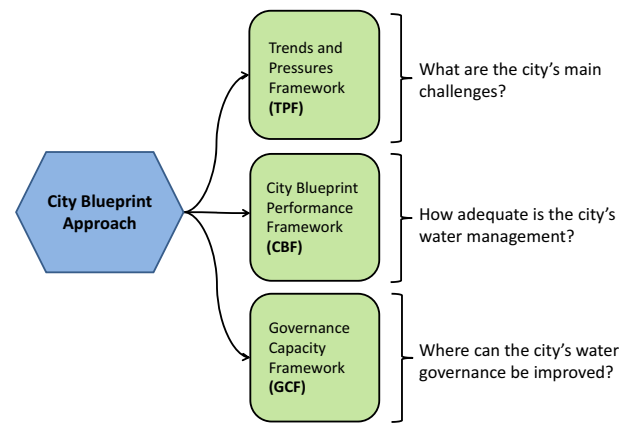 City Blueprint
Approach
Trends and
Pressures
Framework
(TPF)
What are the city's main
challenges?
City Blueprint
Performance
Framework
(CBF)
How adequate is the city's
water management?
Governance
Capacity
Framework
(GCF)
Where can the city's water
governance be improved?